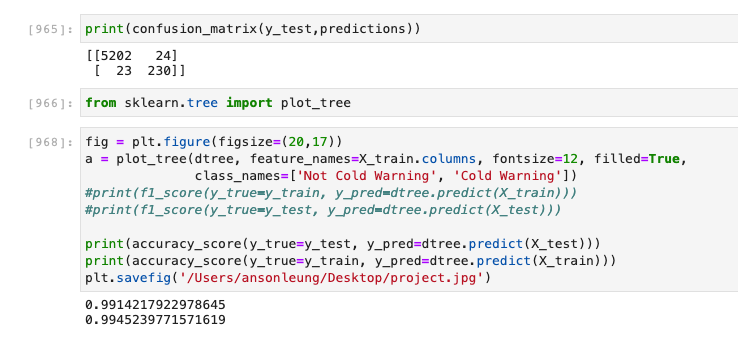 [965]: print(confusion_matrix(y_test,predictions))
[[5202   24]
 [  23  230]]
[966]: from sklearn.tree import plot_tree
[968]: fig = plt.figure(figsize=(20,17))
a = plot_tree(dtree, feature_names=X_train.columns, fontsize=12, filled=True,
              class_names=['Not Cold Warning', 'Cold Warning'])
#print(f1_score(y_true=y_train, y_pred=dtree.predict(X_train)))
#print(f1_score(y_true=y_test, y_pred=dtree.predict(X_test)))
print(accuracy_score(y_true=y_test, y_pred=dtree.predict(X_test)))
print(accuracy_score(y_true=y_train, y_pred=dtree.predict(X_train)))
plt.savefig('/Users/ansonleung/Desktop/project.jpg')
0.9914217922978645
0.9945239771571619